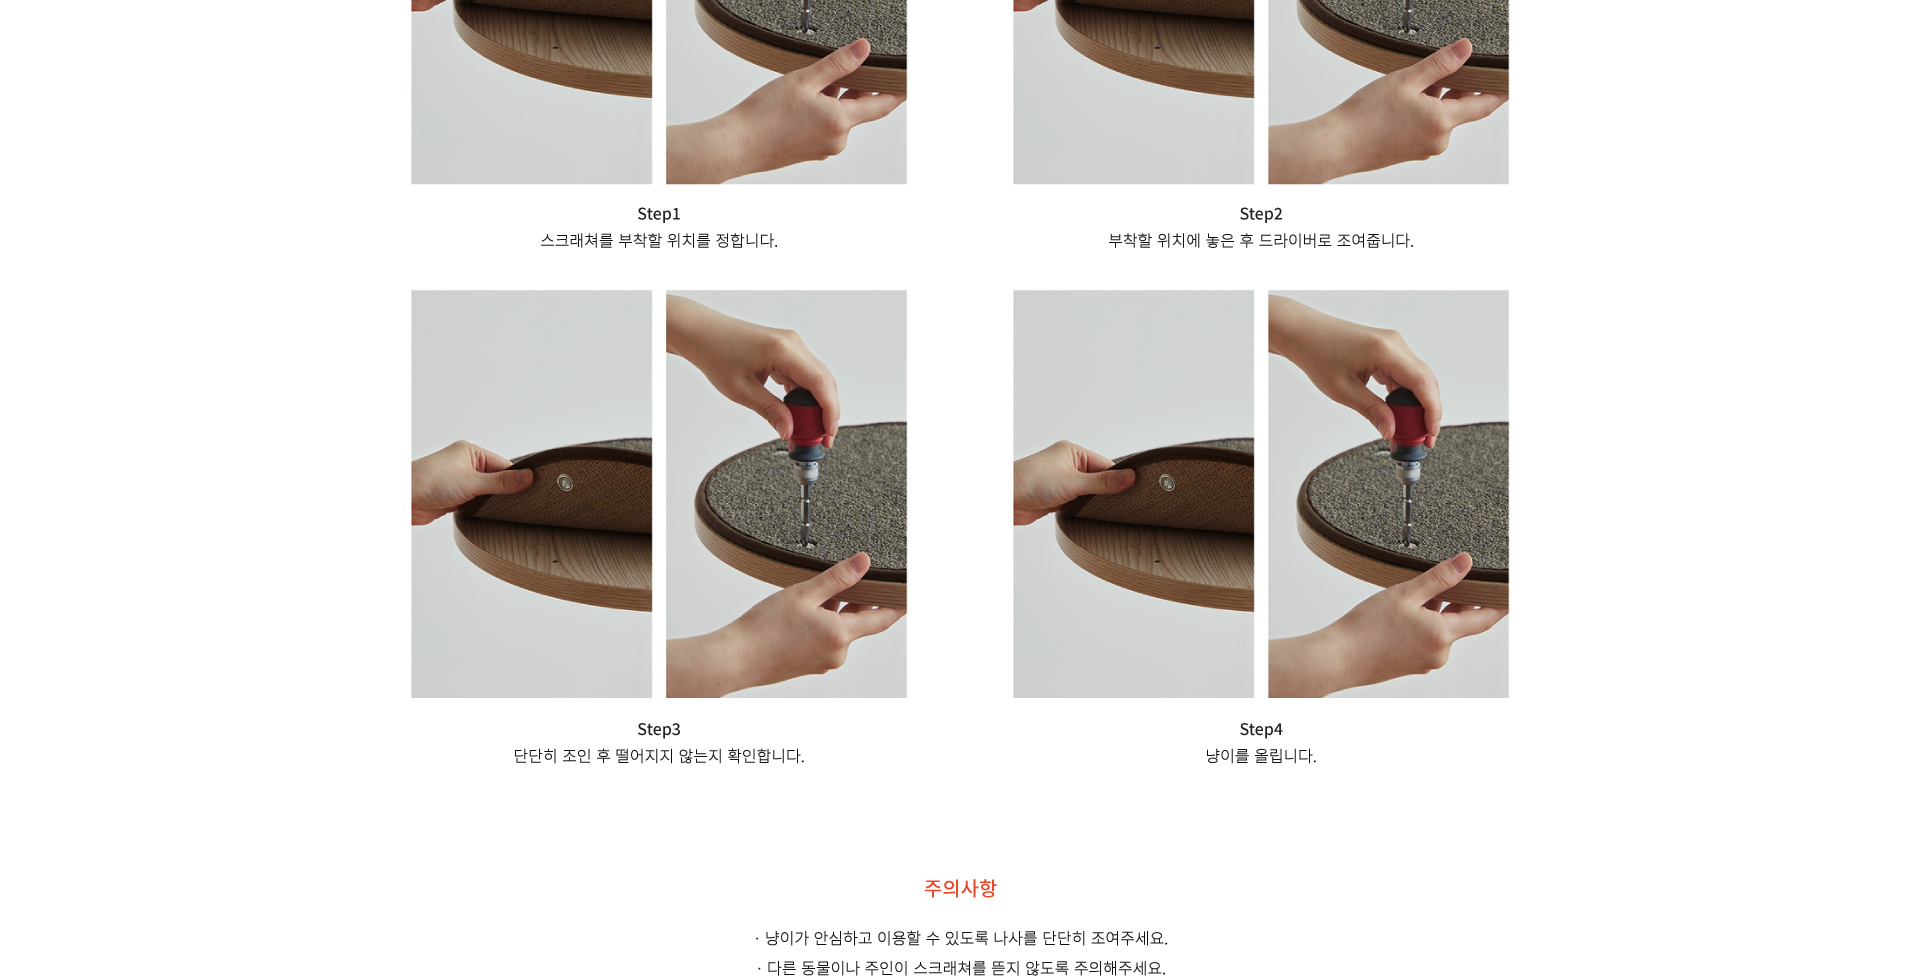 Step1
스크래쳐를 부착할 위치를 정합니다.
Step2
부착할 위치에 놓은 후 드라이버로 조여줍니다.
Step3
단단히 조인 후 떨어지지 않는지 확인합니다.
Step4
냥이를 올립니다.
주의사항
· 냥이가 안심하고 이용할 수 있도록 나사를 단단히 조여주세요.
· 다른 동물이나 주인이 스크래쳐를 뜯지 않도록 주의해주세요.